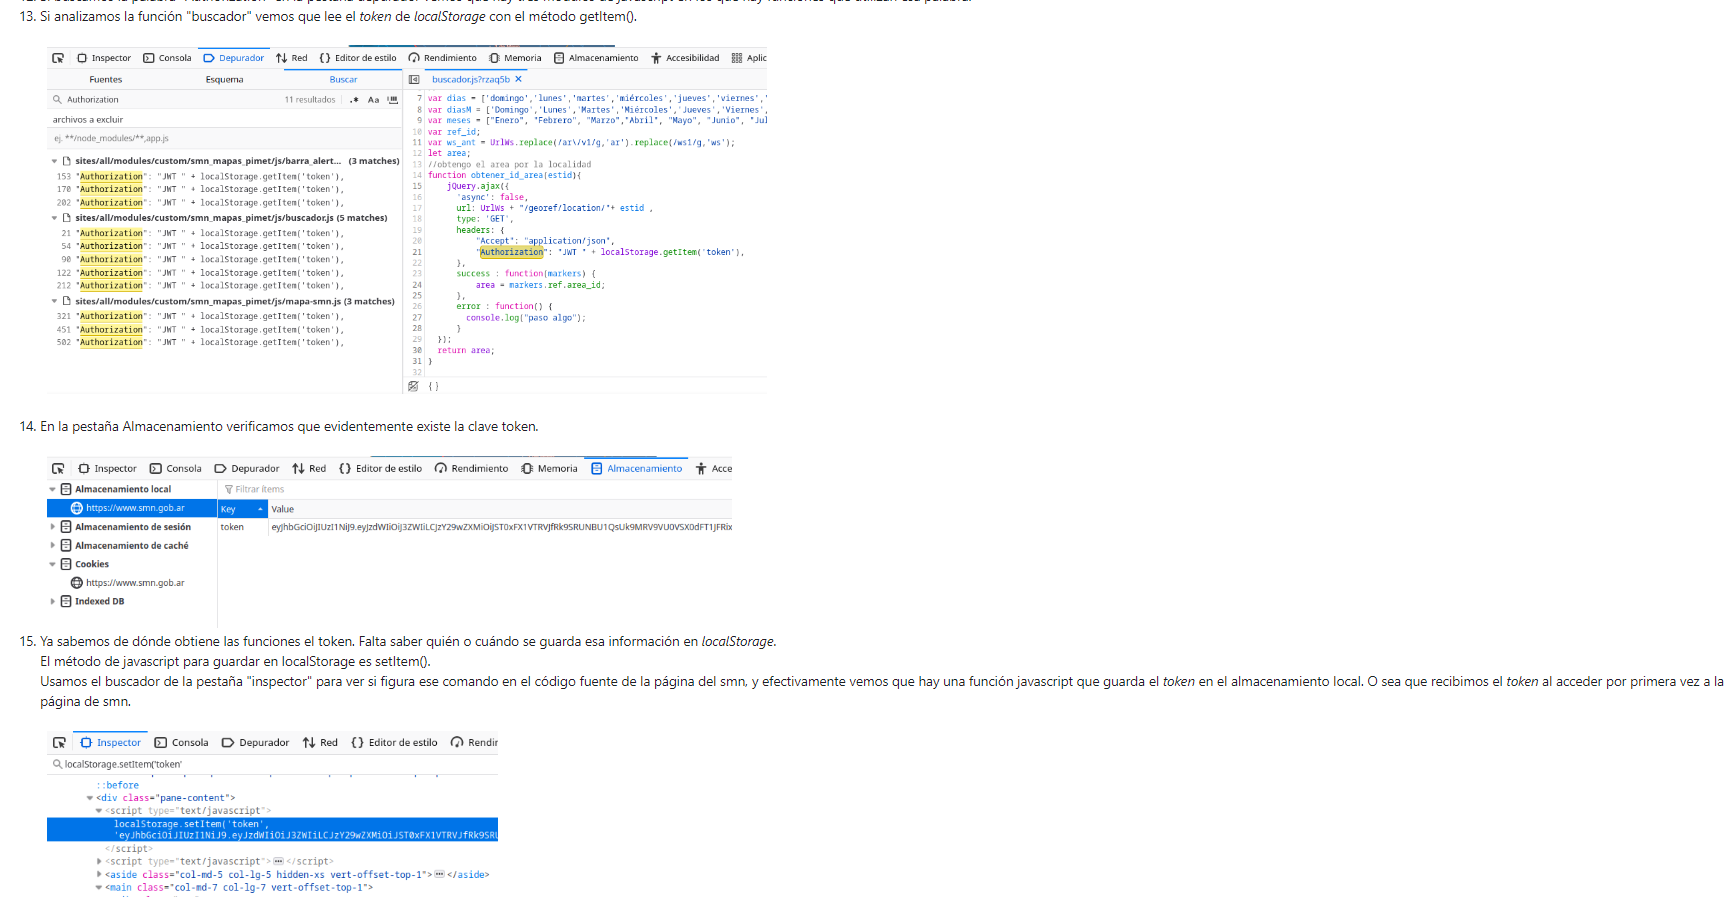 13. Si analizamos la función "buscador" vemos que lee el token de localStorage con el método getItem().
Inspector Consola Depurador Red Editor de estilo Rendimiento Memoria Almacenamiento Accesibilidad Aplic
Fuentes Esquema Buscar buscador.js?rzaq5b ✕
Authorization 11 resultados .* Aa
archivos a excluir
ej. **/node_modules/**,app.js
sites/all/modules/custom/smn_mapas_pimet/js/barra_alert... (3 matches)
153 "Authorization": "JWT " + localStorage.getItem('token'),
170 "Authorization": "JWT " + localStorage.getItem('token'),
202 "Authorization": "JWT " + localStorage.getItem('token'),
sites/all/modules/custom/smn_mapas_pimet/js/buscador.js (5 matches)
21 "Authorization": "JWT " + localStorage.getItem('token'),
54 "Authorization": "JWT " + localStorage.getItem('token'),
90 "Authorization": "JWT " + localStorage.getItem('token'),
122 "Authorization": "JWT " + localStorage.getItem('token'),
212 "Authorization": "JWT " + localStorage.getItem('token'),
sites/all/modules/custom/smn_mapas_pimet/js/mapa-smn.js (3 matches)
321 "Authorization": "JWT " + localStorage.getItem('token'),
451 "Authorization": "JWT " + localStorage.getItem('token'),
502 "Authorization": "JWT " + localStorage.getItem('token'),
7 var dias = ['domingo','lunes','martes','miércoles','jueves','viernes','
8 var diasM = ['Domingo','Lunes','Martes','Miércoles','Jueves','Viernes',
9 var meses = ["Enero", "Febrero", "Marzo","Abril", "Mayo", "Junio", "Jul
10 var ref_id;
11 var ws_ant = UrlWs.replace(/ar\/v1/g,'ar').replace(/ws1/g,'ws');
12 let area;
13 //obtengo el area por la localidad
14 function obtener_id_area(estid){
15 jQuery.ajax({
16 'async': false,
17 url: UrlWs + "/georef/location/"+ estid ,
18 type: 'GET',
19 headers: {
20 "Accept": "application/json",
21 "Authorization": "JWT " + localStorage.getItem('token'),
22 },
23 success : function(markers) {
24 area = markers.ref.area_id;
25 },
26 error : function() {
27 console.log("paso algo");
28 }
29 });
30 return area;
31 }
32
{ }
14. En la pestaña Almacenamiento verificamos que evidentemente existe la clave token.
Inspector Consola Depurador Red Editor de estilo Rendimiento Memoria Almacenamiento Acce
Almacenamiento local Filtrar ítems
https://www.smn.gob.ar Key Value
Almacenamiento de sesión token eyJhbGciOiJIUzI1NiJ9.eyJzdWIiOiJ3ZWIiLCJzY29wZXMiOiJST0xFX1VTRVJfRk9SRUNBU1QsUk9MRV9VU0VSX0dFT1JFRix
Almacenamiento de caché
Cookies
https://www.smn.gob.ar
Indexed DB
15. Ya sabemos de dónde obtiene las funciones el token. Falta saber quién o cuándo se guarda esa información en localStorage.
El método de javascript para guardar en localStorage es setItem().
Usamos el buscador de la pestaña "inspector" para ver si figura ese comando en el código fuente de la página del smn, y efectivamente vemos que hay una función javascript que guarda el token en el almacenamiento local. O sea que recibimos el token al acceder por primera vez a la
página de smn.
Inspector Consola Depurador Red Editor de estilo Rendir
localStorage.setItem('token'
::before
<div class="pane-content">
<script type="text/javascript">
localStorage.setItem('token',
'eyJhbGciOiJIUzI1NiJ9.eyJzdWIiOiJ3ZWIiLCJzY29wZXMiOiJST0xFX1VTRVJfRk9SRU
</script>
<script type="text/javascript"> </script>
<aside class="col-md-5 col-lg-5 hidden-xs vert-offset-top-1"> </aside>
<main class="col-md-7 col-lg-7 vert-offset-top-1">